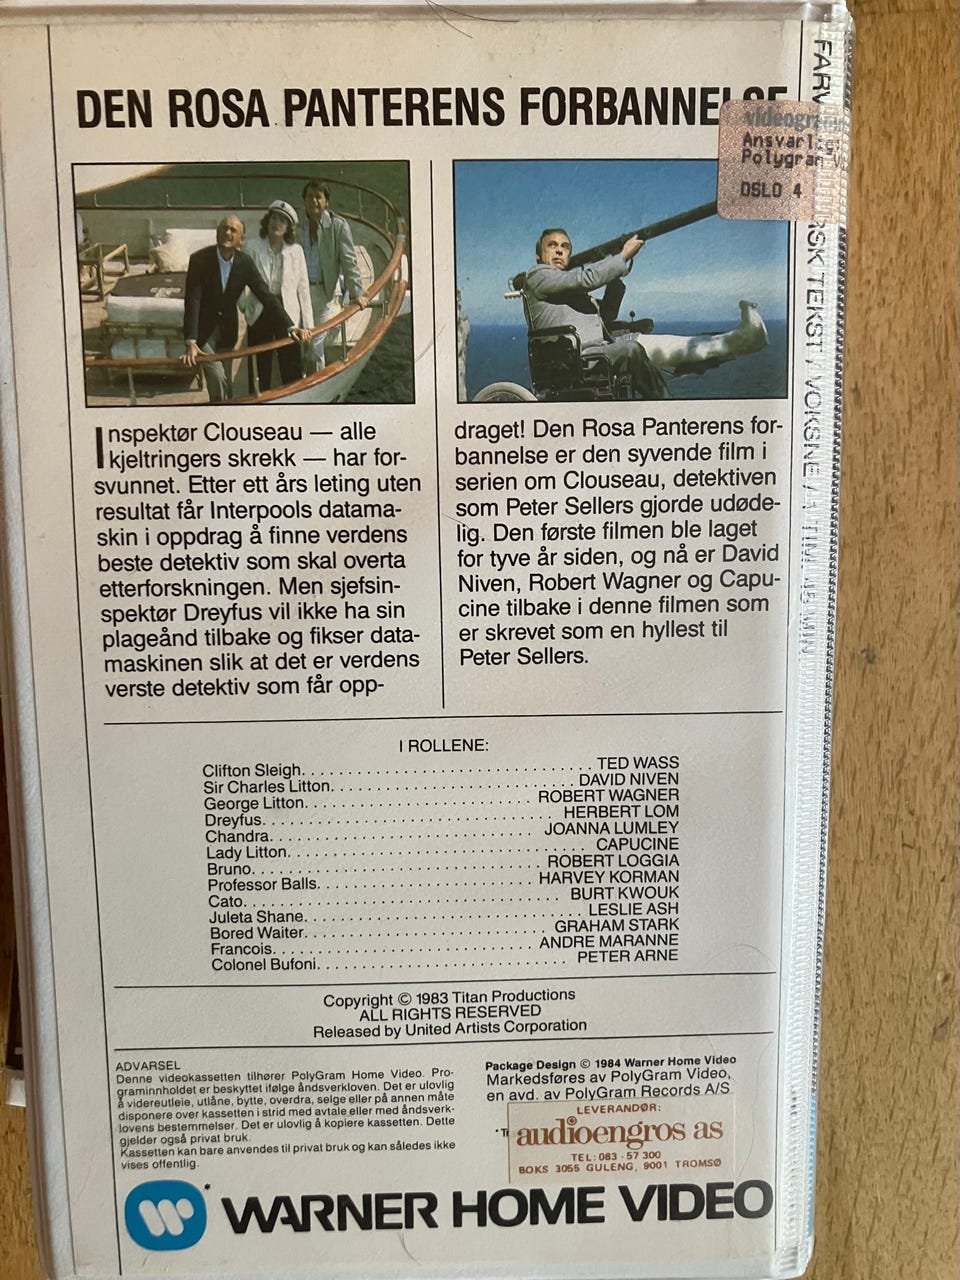 DEN ROSA PANTERENS FORBANNELSE
videogr
Ansvarlig
Polygram
OSLO 4
Inspektør Clouseau — alle
kjeltringers skrekk — har for-
svunnet. Etter ett års leting uten
resultat får Interpools datama-
skin i oppdrag å finne verdens
beste detektiv som skal overta
etterforskningen. Men sjefsin-
spektør Dreyfus vil ikke ha sin
plageånd tilbake og fikser data-
maskinen slik at det er verdens
verste detektiv som får opp-
draget! Den Rosa Panterens for-
bannelse er den syvende film i
serien om Clouseau, detektiven
som Peter Sellers gjorde udøde-
lig. Den første filmen ble laget
for tyve år siden, og nå er David
Niven, Robert Wagner og Capu-
cine tilbake i denne filmen som
er skrevet som en hyllest til
Peter Sellers.
I ROLLENE:
Clifton Sleigh. . . . . . . . . . . . . . . . . . . . TED WASS
Sir Charles Litton. . . . . . . . . . . . . . . . . . . . DAVID NIVEN
George Litton. . . . . . . . . . . . . . . . . . . . ROBERT WAGNER
Dreyfus. . . . . . . . . . . . . . . . . . . . HERBERT LOM
Chandra. . . . . . . . . . . . . . . . . . . . JOANNA LUMLEY
Lady Litton. . . . . . . . . . . . . . . . . . . . CAPUCINE
Bruno. . . . . . . . . . . . . . . . . . . . ROBERT LOGGIA
Professor Balls. . . . . . . . . . . . . . . . . . . . HARVEY KORMAN
Cato. . . . . . . . . . . . . . . . . . . . BURT KWOUK
Juleta Shane. . . . . . . . . . . . . . . . . . . . LESLIE ASH
Bored Waiter. . . . . . . . . . . . . . . . . . . . GRAHAM STARK
Francois. . . . . . . . . . . . . . . . . . . . ANDRE MARANNE
Colonel Bufoni. . . . . . . . . . . . . . . . . . . . PETER ARNE
Copyright © 1983 Titan Productions
ALL RIGHTS RESERVED
Released by United Artists Corporation
ADVARSEL
Denne videokassetten tilhører PolyGram Home Video. Pro-
graminnholdet er beskyttet ifølge åndsverkloven. Det er ulovlig
å videreutleie, utlåne, bytte, overdra, selge eller på annen måte
disponere over kassetten i strid med avtale eller med åndsverk-
lovens bestemmelser. Det er ulovlig å kopiere kassetten. Dette
gjelder også privat bruk.
Kassetten kan bare anvendes til privat bruk og kan således ikke
vises offentlig.
Package Design © 1984 Warner Home Video
Markedsføres av PolyGram Video,
en avd. av PolyGram Records A/S
LEVERANDØR:
audioengros as
TEL: 083 - 57 300
BOKS 3055 GULENG, 9001 TROMSØ
WARNER HOME VIDEO
TEKST / VOKSNE /